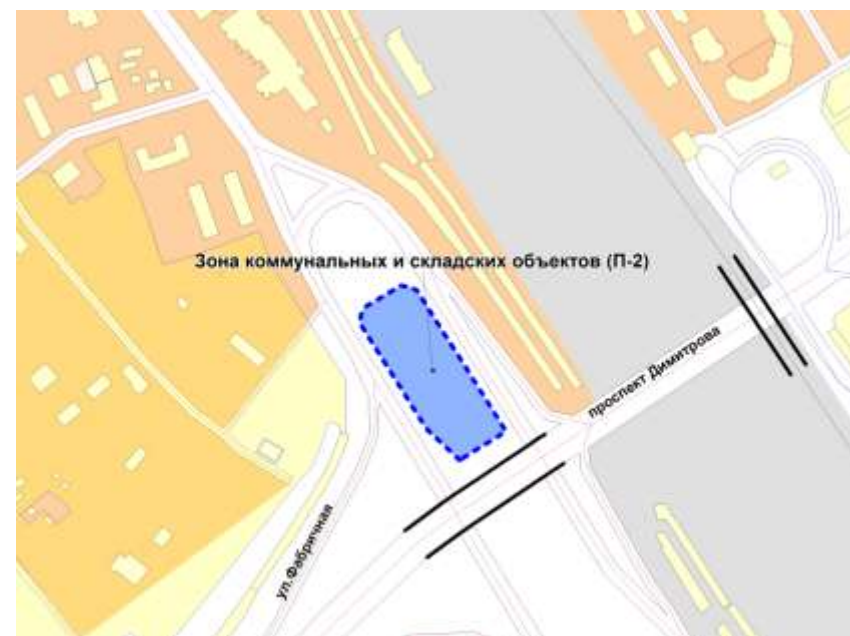 Зона коммунальных и складских объектов (П-2)
проспект Димитрова
ул.Фабричная